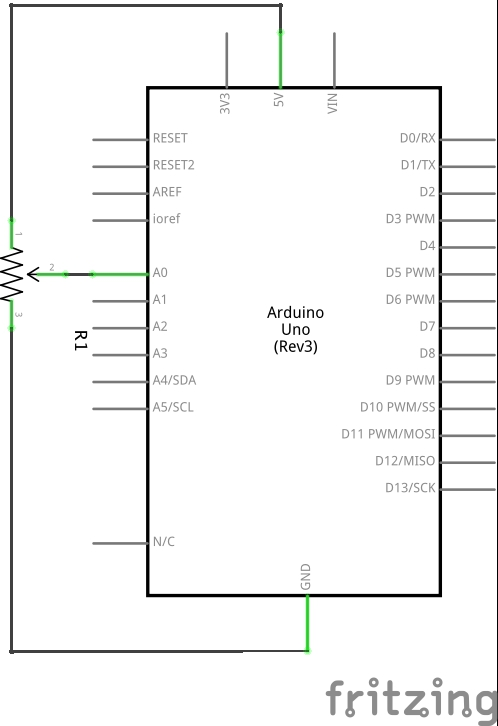 3V3
5V
VIN
RESET
RESET2
AREF
ioref
A0
A1
A2
A3
A4/SDA
A5/SCL
N/C
D0/RX
D1/TX
D2
D3 PWM
D4
D5 PWM
D6 PWM
D7
D8
D9 PWM
D10 PWM/SS
D11 PWM/MOSI
D12/MISO
D13/SCK
Arduino
Uno
(Rev3)
GND
1
2
3
R1
fritzing